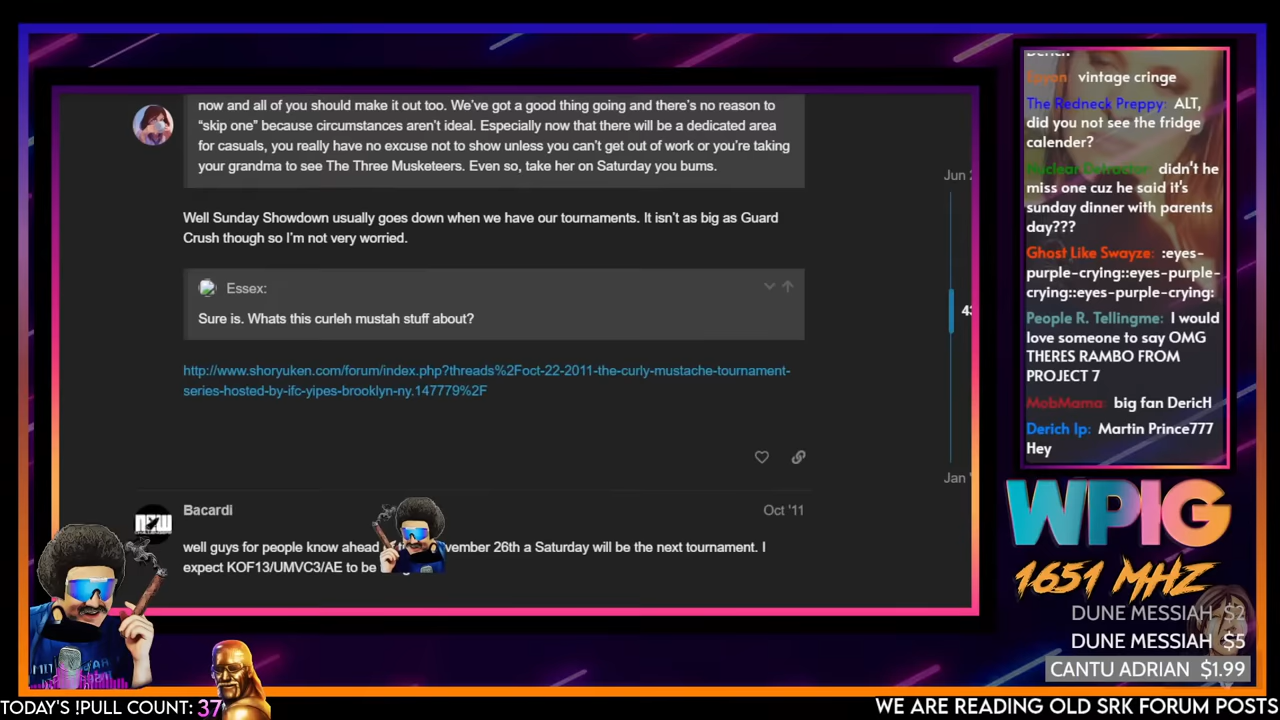 now and all of you should make it out too. We've got a good thing going and there's no reason to
"skip one" because circumstances aren't ideal. Especially now that there will be a dedicated area
for casuals, you really have no excuse not to show unless you can't get out of work or you're taking
your grandma to see The Three Musketeers. Even so, take her on Saturday you bums.
Jun
Well Sunday Showdown usually goes down when we have our tournaments. It isn't as big as Guard
Crush though so I'm not very worried.
Essex:
Sure is. Whats this curleh mustah stuff about?
http://www.shoryuken.com/forum/index.php?threads%2Foct-22-2011-the-curly-mustache-tournament-
series-hosted-by-ifc-yipes-brooklyn-ny.147779%2F
Jan
Bacardi
Oct '11
well guys for people know ahead vember 26th a Saturday will be the next tournament. I
expect KOF13/UMVC3/AE to be
vintage cringe
The Redneck Preppy: ALT,
did you not see the fridge
calender?
didn't he
miss one cuz he said it's
sunday dinner with parents
day???
Ghost Like Swayze: :eyes-
purple-crying::eyes-purple-
crying::eyes-purple-crying:
People R. Tellingme: I would
love someone to say OMG
THERES RAMBO FROM
PROJECT 7
MobMama: big fan DericH
Derich Ip: Martin Prince777
Hey
WPIG
1651 MHZ
DUNE MESSIAH $2
DUNE MESSIAH $5
CANTU ADRIAN $1.99
TODAY'S !PULL COUNT: 37
WE ARE READING OLD SRK FORUM POSTS